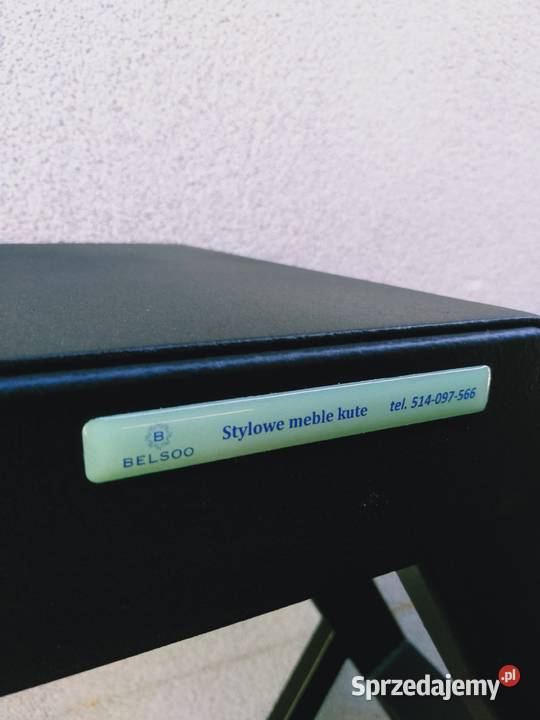 B
BELSOO
Stylowe meble kute
tel. 514-097-566
Sprzedajemy.pl